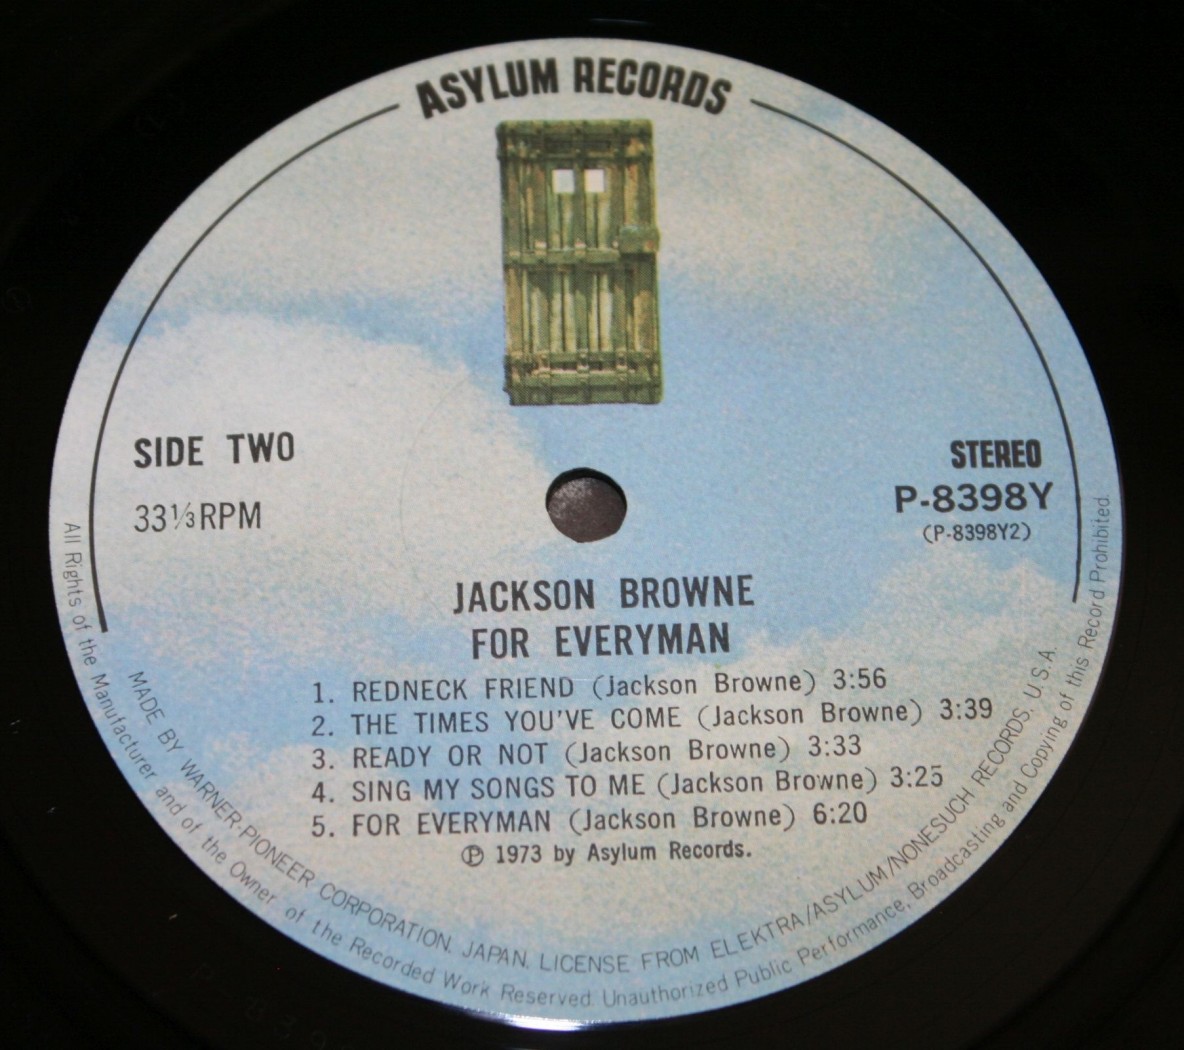 ASYLUM RECORDS
SIDE TWO
33⅓RPM
STEREO
P-8398Y
(P-8398Y2)
JACKSON BROWNE
FOR EVERYMAN
1. REDNECK FRIEND (Jackson Browne) 3:56
2. THE TIMES YOU'VE COME (Jackson Browne) 3:39
3. READY OR NOT (Jackson Browne) 3:33
4. SING MY SONGS TO ME (Jackson Browne) 3:25
5. FOR EVERYMAN (Jackson Browne) 6:20
Ⓟ 1973 by Asylum Records.
MADE BY WARNER-PIONEER CORPORATION. JAPAN. LICENSE FROM ELEKTRA/ASYLUM/NONESUCH RECORDS. U.S.A.
All Rights of the Manufacturer and of the Owner of the Recorded Work Reserved. Unauthorized Public Performance, Broadcasting and Copying of this Record Prohibited.